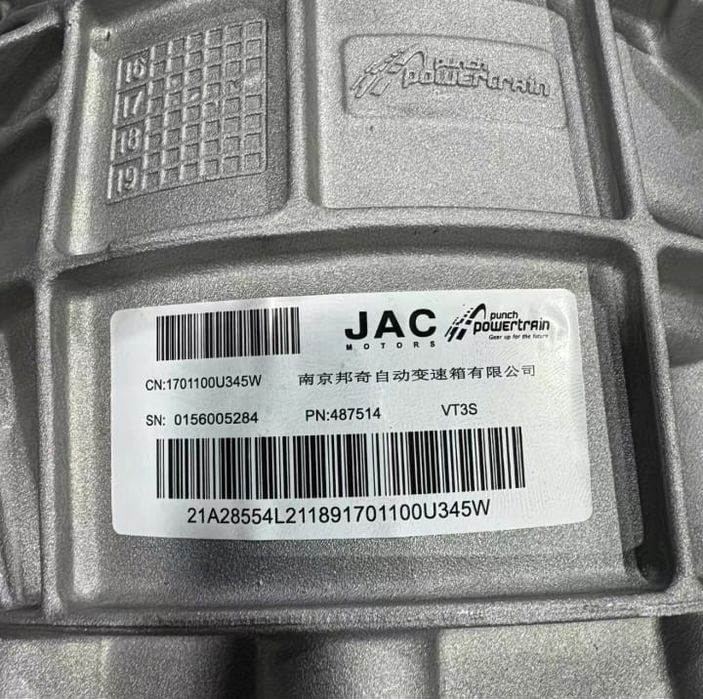 16
17
18
19
punch
powertrain
JAC
MOTORS
punch
powertrain
Gear up for the future
CN:1701100U345W
南京邦奇自动变速箱有限公司
SN: 0156005284 PN:487514 VT3S
21A28554L211891701100U345W